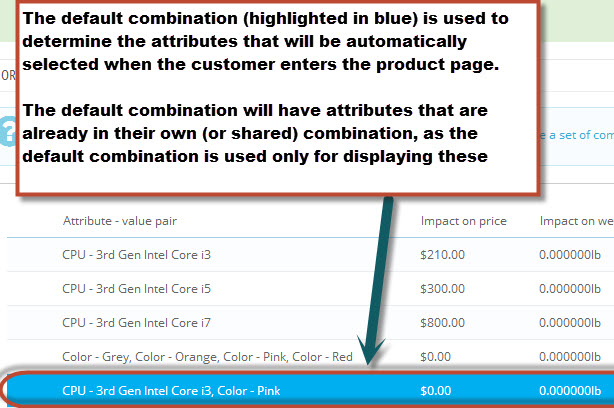 The default combination (highlighted in blue) is used to
determine the attributes that will be automatically
selected when the customer enters the product page.
The default combination will have attributes that are
already in their own (or shared) combination, as the
default combination is used only for displaying these
OR
?
e a set of com
Attribute - value pair Impact on price Impact on we
CPU - 3rd Gen Intel Core i3 $210.00 0.000000lb
CPU - 3rd Gen Intel Core i5 $300.00 0.000000lb
CPU - 3rd Gen Intel Core i7 $800.00 0.000000lb
Color - Grey, Color - Orange, Color - Pink, Color - Red $0.00 0.000000lb
CPU - 3rd Gen Intel Core i3, Color - Pink $0.00 0.000000lb